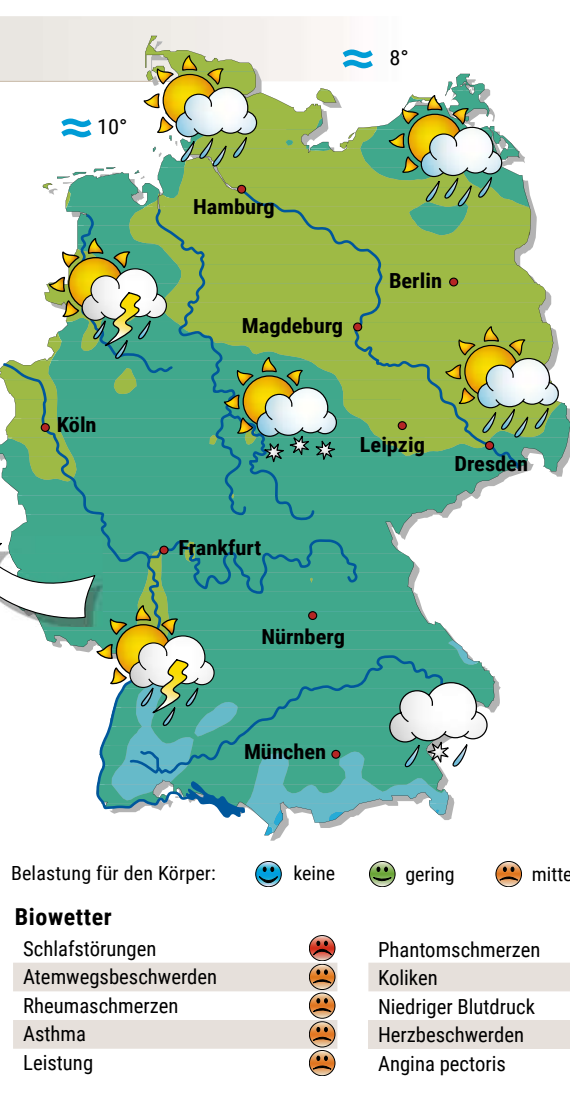 8°
10°
Hamburg
Berlin
Magdeburg
Köln
Leipzig
Dresden
Frankfurt
Nürnberg
München
Belastung für den Körper: keine gering mitte
Biowetter
Schlafstörungen Phantomschmerzen
Atemwegsbeschwerden Koliken
Rheumaschmerzen Niedriger Blutdruck
Asthma Herzbeschwerden
Leistung Angina pectoris